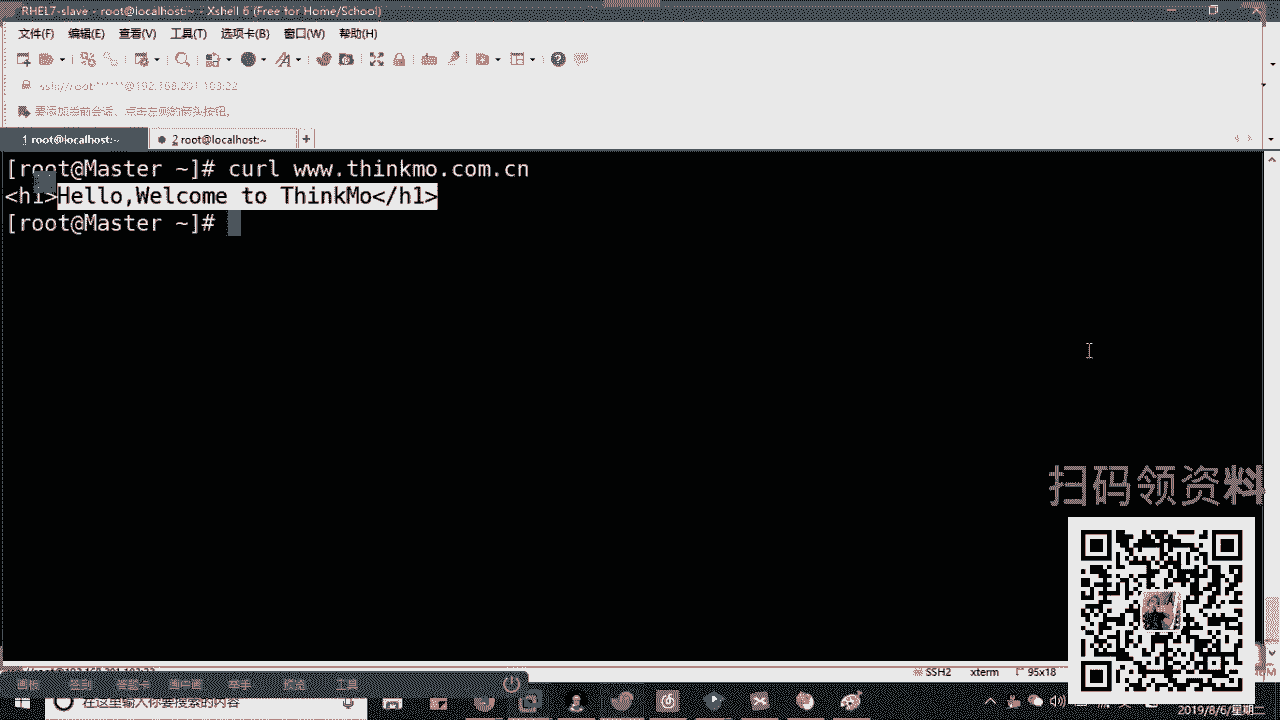 RHEL7-slave - root@localhost:~ - Xshell 6 (Free for Home/School)
文件(F) 编辑(E) 查看(V) 工具(T) 选项卡(B) 窗口(W) 帮助(H)
ssh://root:******@192.168.201.103:22
要添加当前会话，点击左侧的箭头按钮。
1 root@localhost:~
2 root@localhost:~
[root@Master ~]# curl www.thinkmo.com.cn
<h1>Hello,Welcome to ThinkMo</h1>
[root@Master ~]#
扫码领资料
SSH2 xterm 95x18
工具
在这里输入你要搜索的内容
2019/8/6/星期二